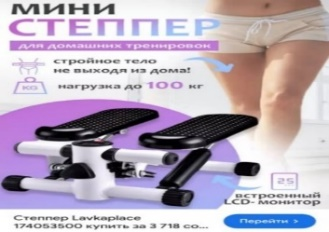 МИНИ
СТЕППЕР
для домашних тренировок
стройное тело
не выходя из дома!
KG нагрузка до 100 кг
25
встроенный
LCD- монитор
Степпер Lavkaplace
174053500 купить за 3 718 со...
Перейти >